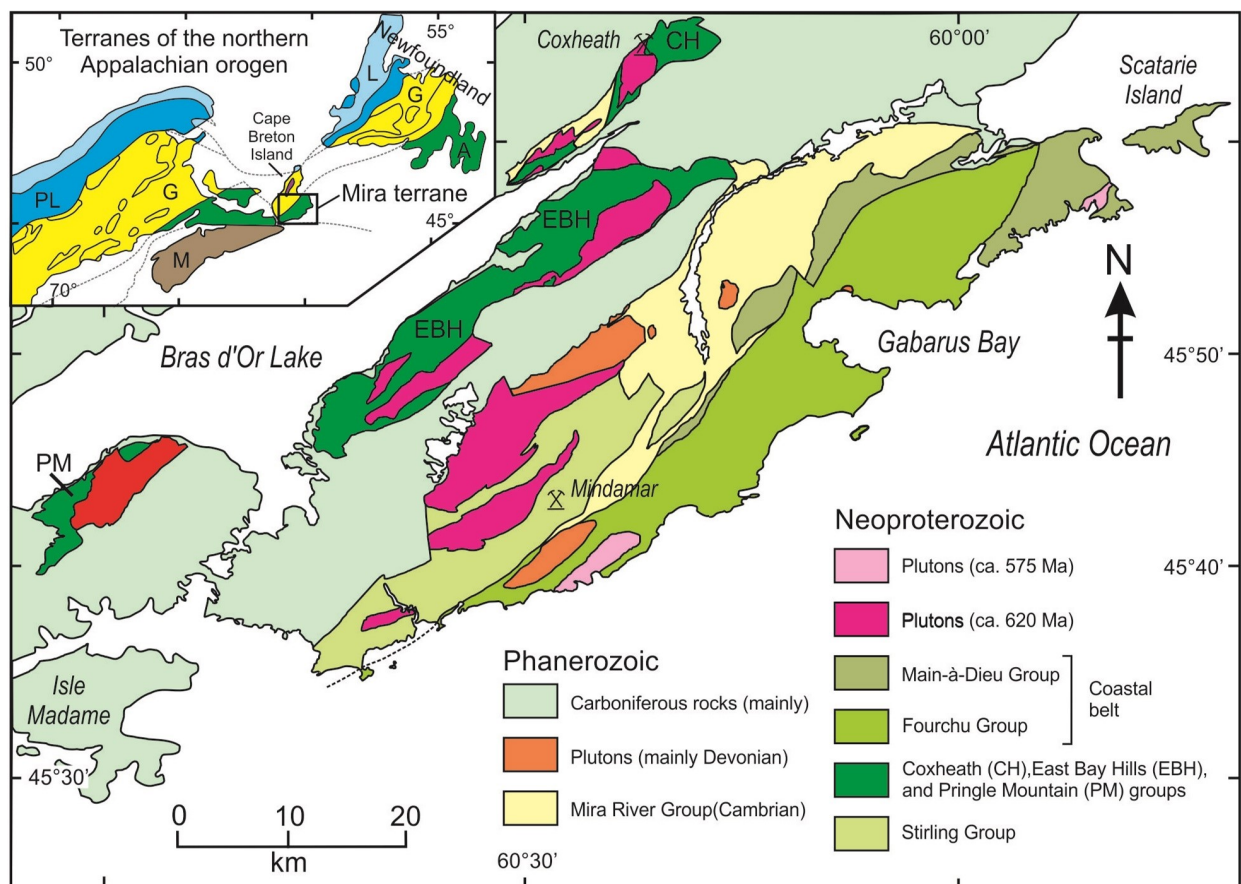 Terranes of the northern
Appalachian orogen
55°
50°
Newfoundland
L
G
A
Cape
Breton
Island
PL
G
Mira terrane
45°
M
70°
Coxheath
CH
60°00’
Scatarie
Island
EBH
EBH
N
Bras d'Or Lake
Gabarus Bay
45°50’
Atlantic Ocean
PM
Mindamar
Isle
Madame
45°40’
45°30’
0 10 20
km
60°30’
Phanerozoic
Carboniferous rocks (mainly)
Plutons (mainly Devonian)
Mira River Group(Cambrian)
Neoproterozoic
Plutons (ca. 575 Ma)
Plutons (ca. 620 Ma)
Main-à-Dieu Group
Fourchu Group
Coastal
belt
Coxheath (CH),East Bay Hills (EBH),
and Pringle Mountain (PM) groups
Stirling Group